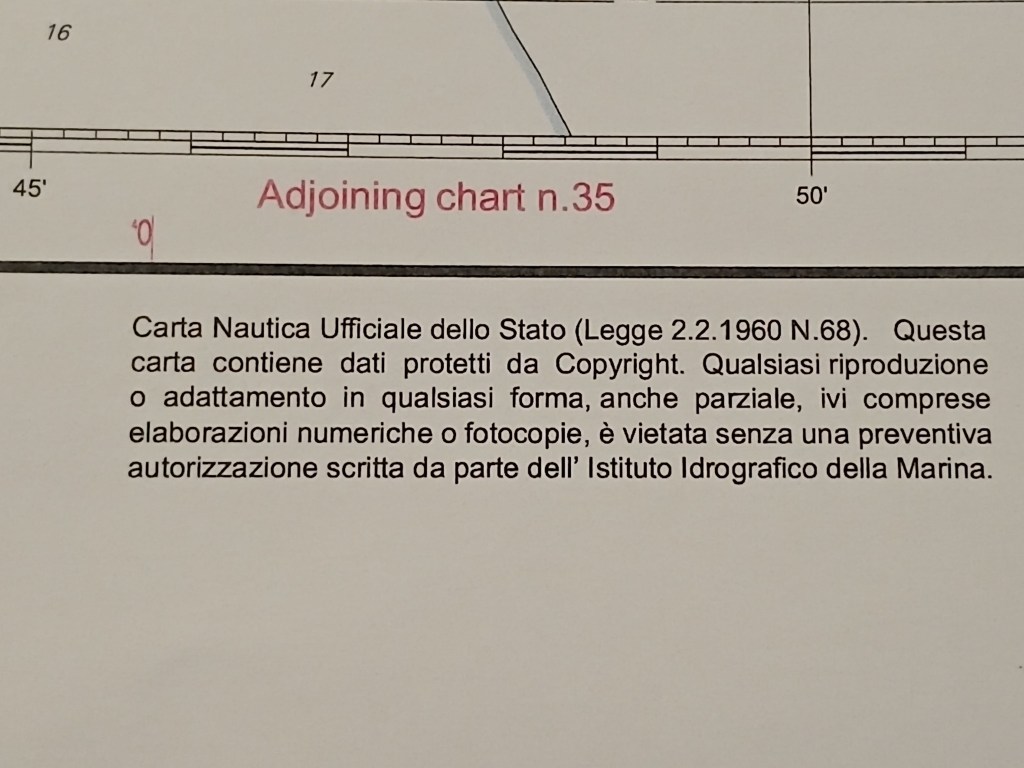 16
17
45'
Adjoining chart n.35
50'
Carta Nautica Ufficiale dello Stato (Legge 2.2.1960 N.68). Questa
carta contiene dati protetti da Copyright. Qualsiasi riproduzione
o adattamento in qualsiasi forma, anche parziale, ivi comprese
elaborazioni numeriche o fotocopie, è vietata senza una preventiva
autorizzazione scritta da parte dell' Istituto Idrografico della Marina.